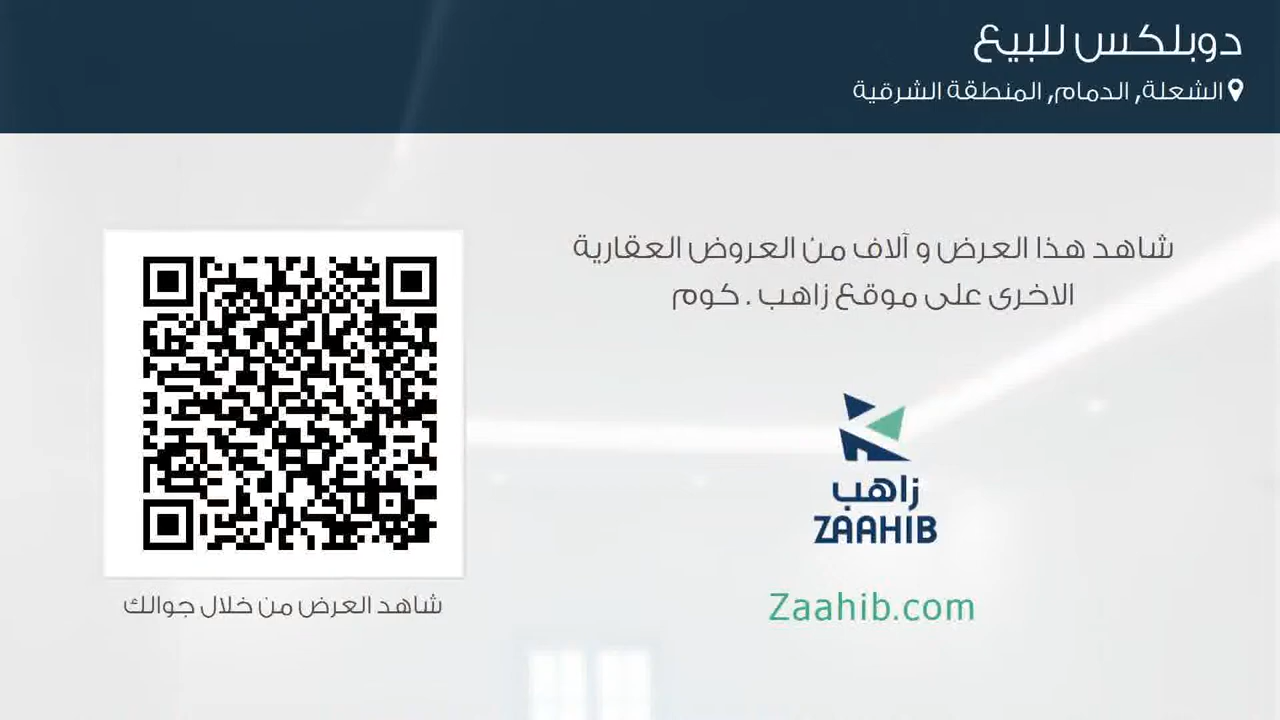 دوبلكس للبيع
الشعلة, الدمام, المنطقة الشرقية
شاهد هذا العرض و آلاف من العروض العقارية
الاخرى على موقع زاهب . كوم
زاهب
ZAAHIB
Zaahib.com
شاهد العرض من خلال جوالك